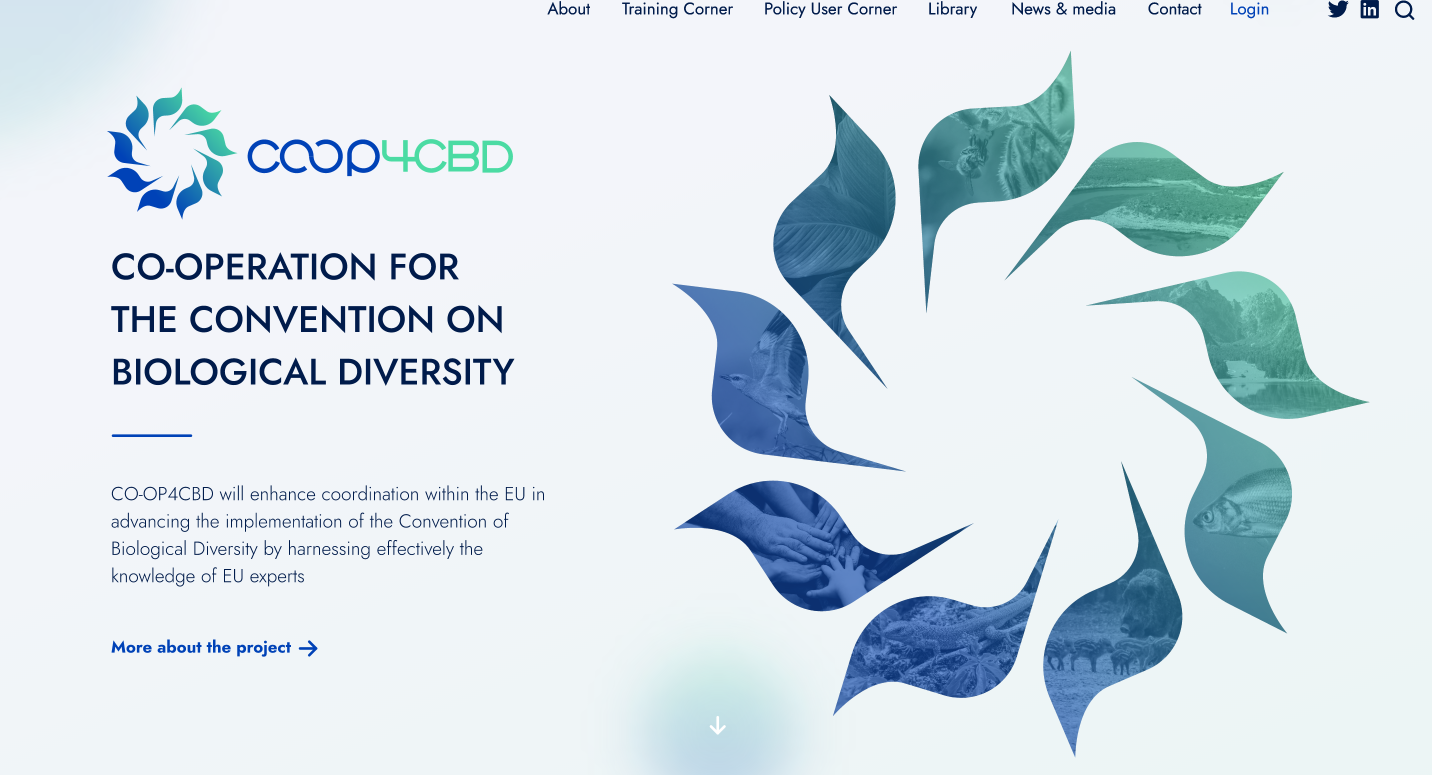 About Training Corner Policy User Corner Library News & media Contact Login
COOP4CBD
CO-OPERATION FOR
THE CONVENTION ON
BIOLOGICAL DIVERSITY
CO-OP4CBD will enhance coordination within the EU in
advancing the implementation of the Convention of
Biological Diversity by harnessing effectively the
knowledge of EU experts
More about the project